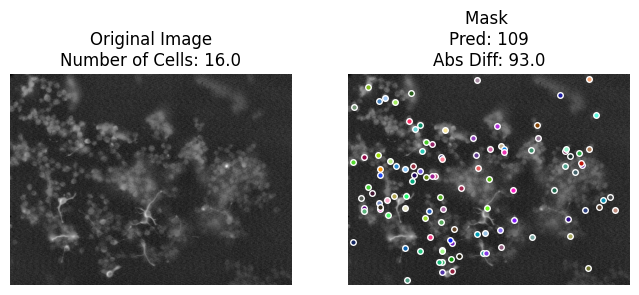 Original Image
Number of Cells: 16.0
Mask
Pred: 109
Abs Diff: 93.0